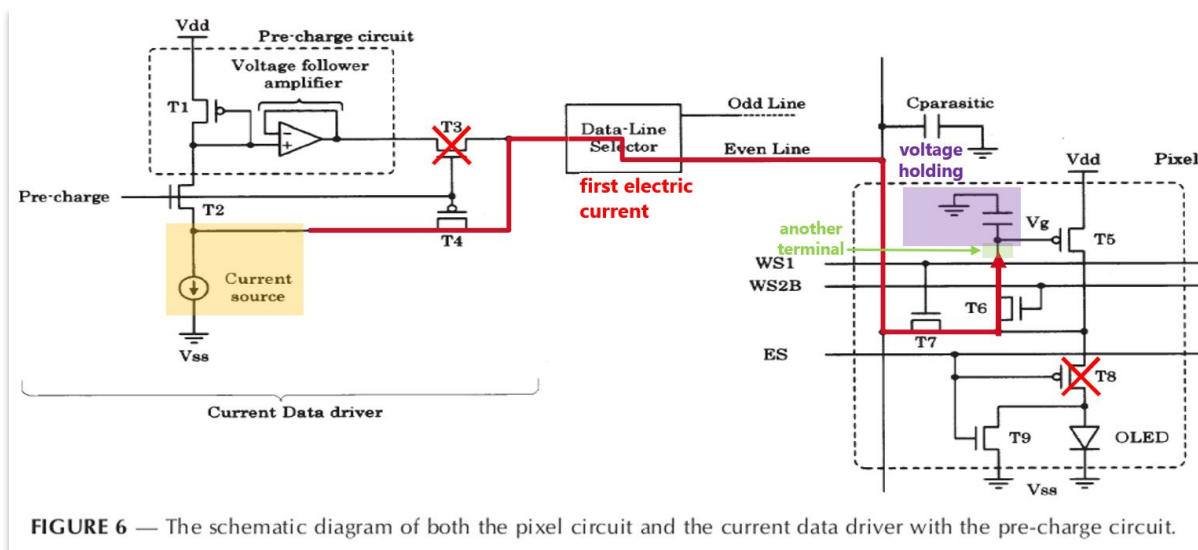 Vdd
Pre-charge circuit
Voltage follower
amplifier
T1
T3
Pre-charge
T2
T4
Current
source
Vss
Current Data driver
Data-Line
Selector
Odd Line
Even Line
first electric
current
Cparasitic
voltage
holding
Vdd
Pixel
Vg
T5
another
terminal
WS1
WS2B
T6
T7
ES
T8
T9
OLED
Vss
FIGURE 6 — The schematic diagram of both the pixel circuit and the current data driver with the pre-charge circuit.